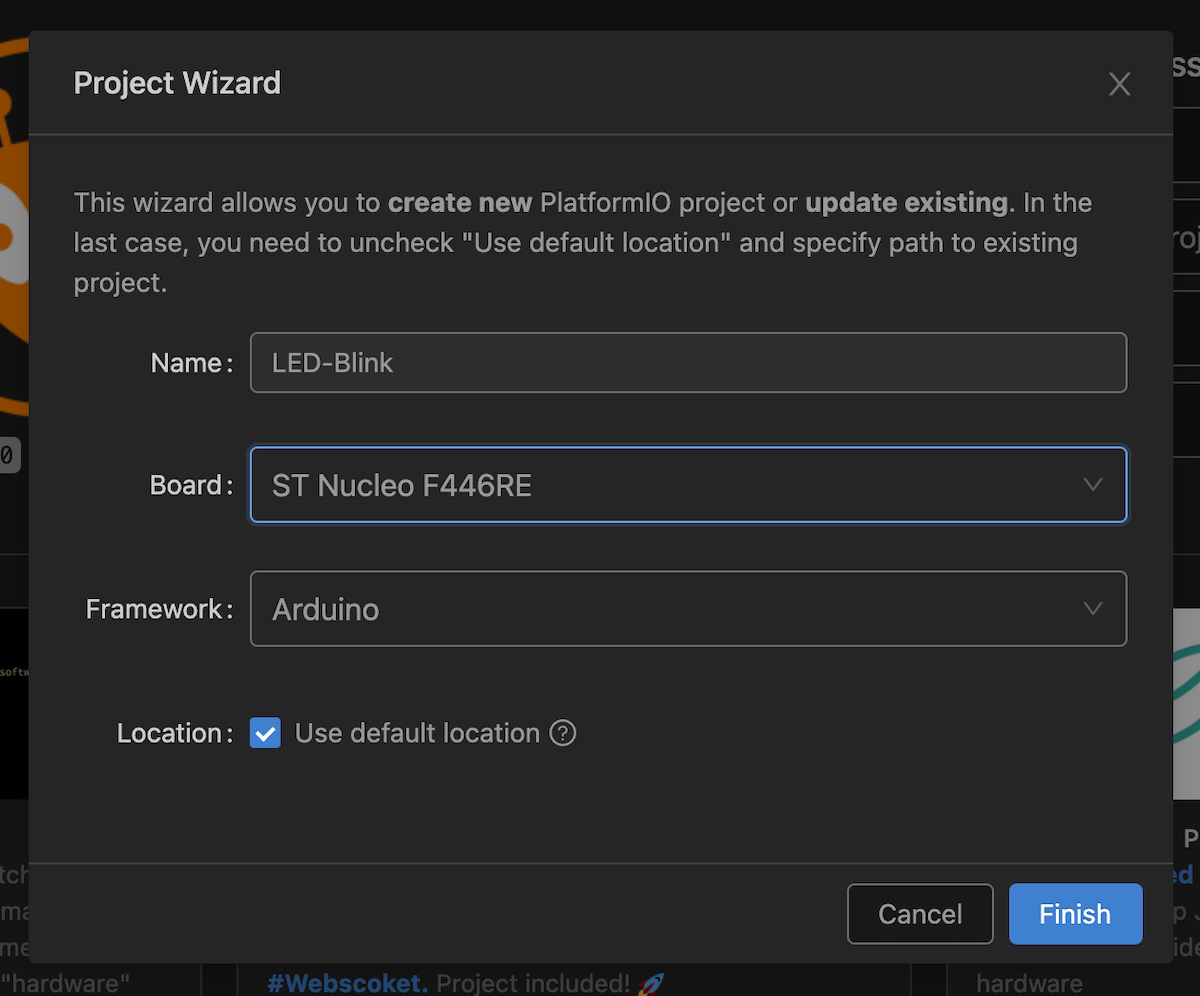 Project Wizard
This wizard allows you to create new PlatformIO project or update existing. In the
last case, you need to uncheck "Use default location" and specify path to existing
project.
Name: LED-Blink
Board: ST Nucleo F446RE
Framework: Arduino
Location: Use default location
Cancel Finish
"hardware"
#Webscoket. Project included!
hardware